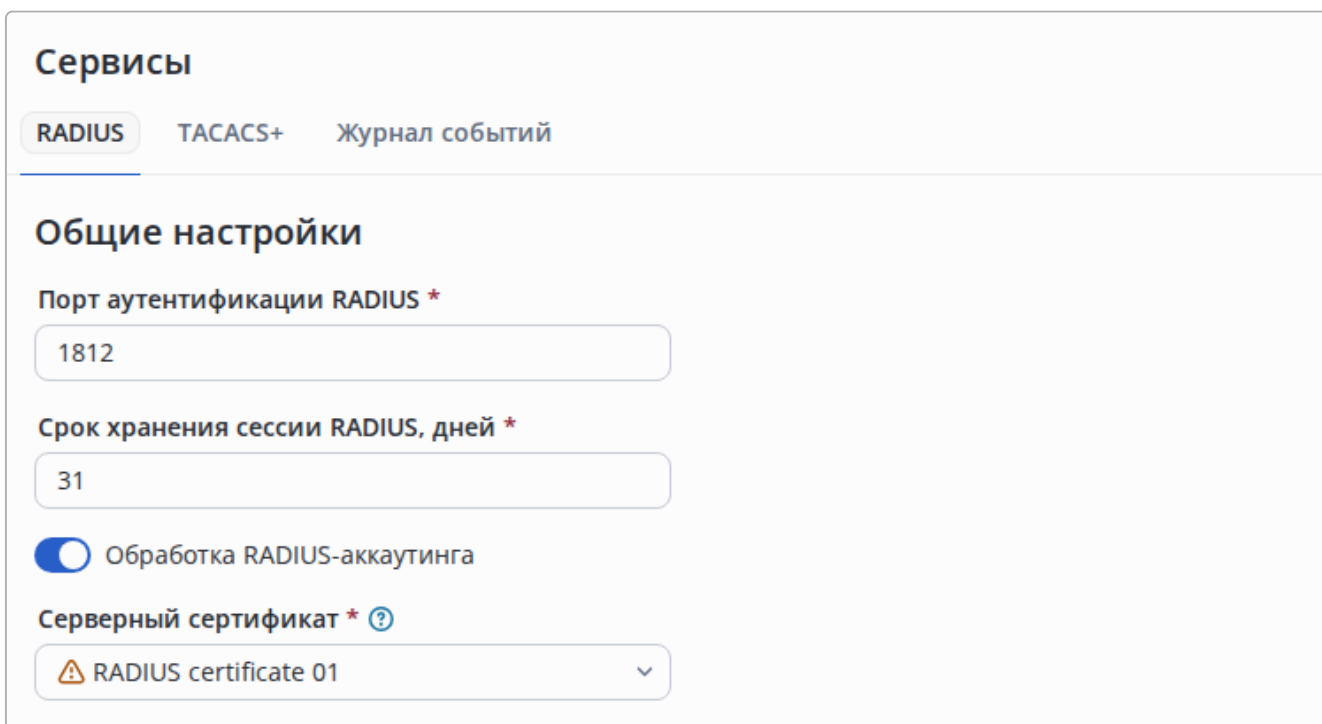 Сервисы
RADIUS TACACS+ Журнал событий
Общие настройки
Порт аутентификации RADIUS *
1812
Срок хранения сессии RADIUS, дней *
31
Обработка RADIUS-аккаутинга
Серверный сертификат * ?
RADIUS certificate 01